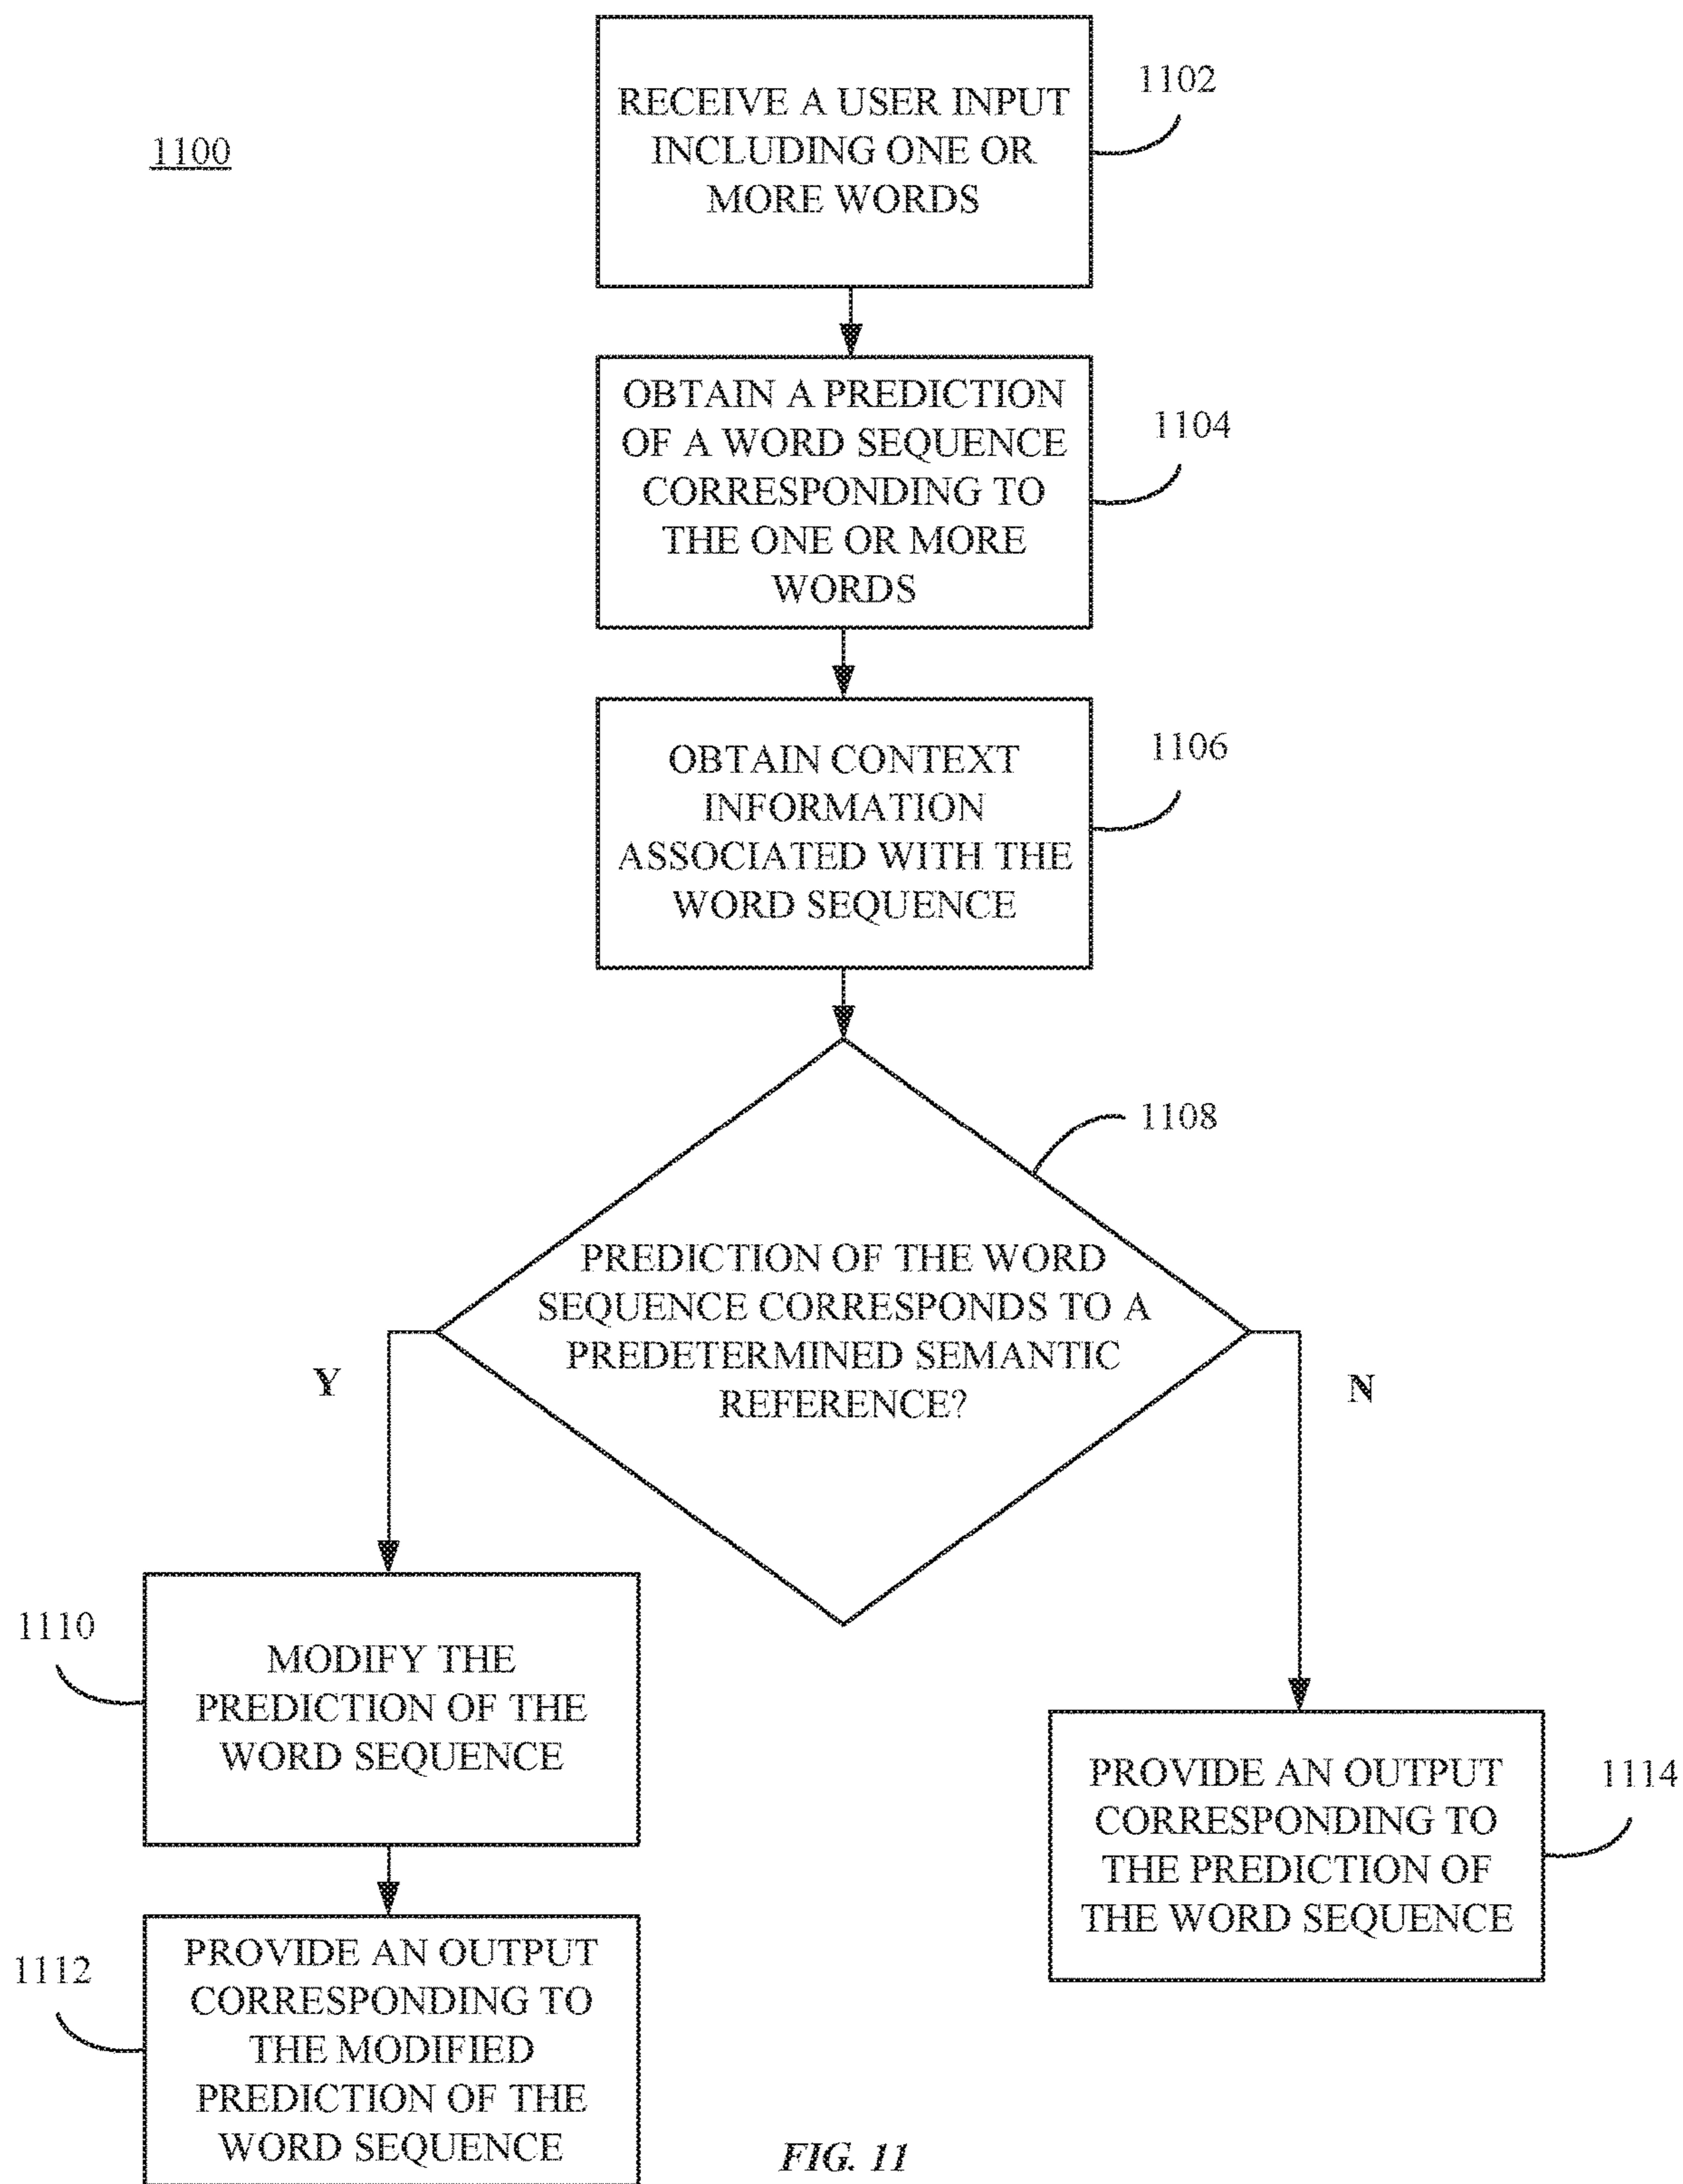 1100
RECEIVE A USER INPUT
INCLUDING ONE OR
MORE WORDS
1102
OBTAIN A PREDICTION
OF A WORD SEQUENCE
CORRESPONDING TO
THE ONE OR MORE
WORDS
1104
OBTAIN CONTEXT
INFORMATION
ASSOCIATED WITH THE
WORD SEQUENCE
1106
1108
PREDICTION OF THE WORD
SEQUENCE CORRESPONDS TO A
PREDETERMINED SEMANTIC
REFERENCE?
Y
N
1110
MODIFY THE
PREDICTION OF THE
WORD SEQUENCE
PROVIDE AN OUTPUT
CORRESPONDING TO
THE PREDICTION OF
THE WORD SEQUENCE
1114
1112
PROVIDE AN OUTPUT
CORRESPONDING TO
THE MODIFIED
PREDICTION OF THE
WORD SEQUENCE
FIG. 11